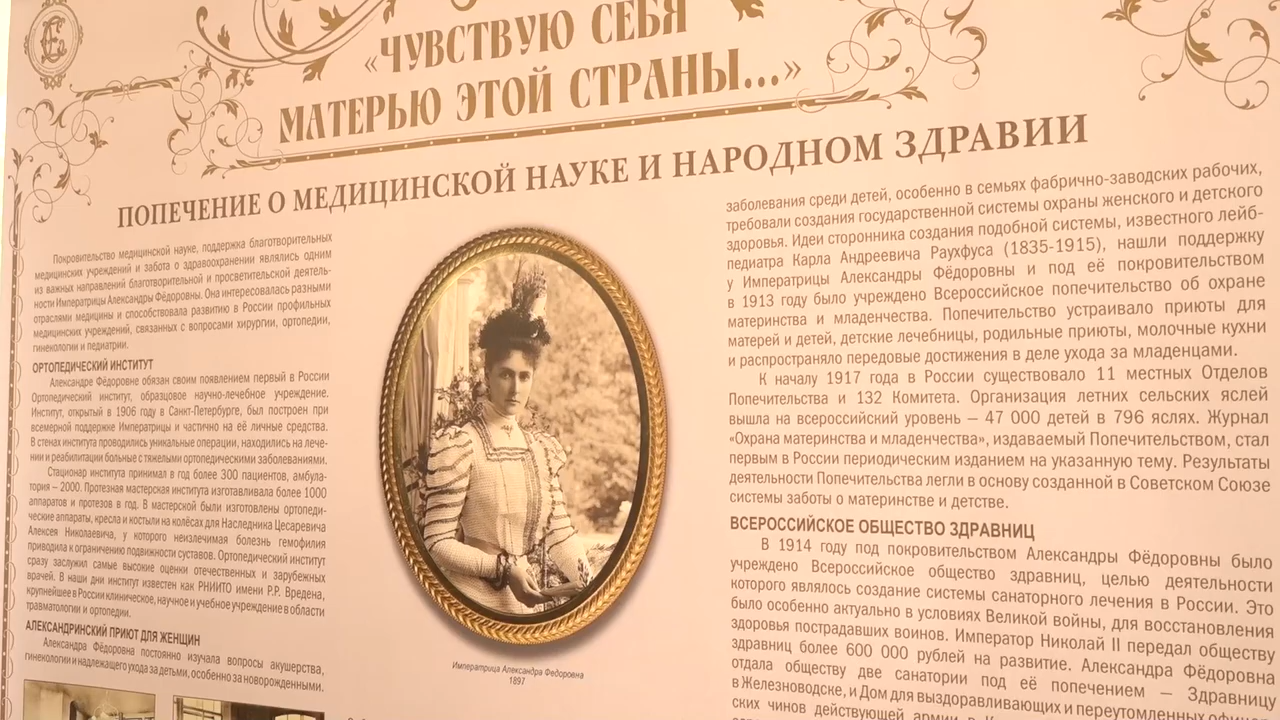 «ЧУВСТВУЮ СЕБЯ
МАТЕРЬЮ ЭТОЙ СТРАНЫ...»
ПОПЕЧЕНИЕ О МЕДИЦИНСКОЙ НАУКЕ И НАРОДНОМ ЗДРАВИИ
Покровительство медицинской науке, поддержка благотворительных
медицинских учреждений и забота о здравоохранении являлись одним
из важных направлений благотворительной и просветительской деятель-
ности Императрицы Александры Фёдоровны. Она интересовалась разными
отраслями медицины и способствовала развитию в России профильных
медицинских учреждений, связанных с вопросами хирургии, ортопедии,
гинекологии и педиатрии.
ОРТОПЕДИЧЕСКИЙ ИНСТИТУТ
Александре Фёдоровне обязан своим появлением первый в России
Ортопедический институт, образцовое научно-лечебное учреждение.
Институт, открытый в 1906 году в Санкт-Петербурге, был построен при
всемерной поддержке Императрицы и частично на её личные средства.
В стенах института проводились уникальные операции, находились на лече-
нии и реабилитации больные с тяжелыми ортопедическими заболеваниями.
Стационар института принимал в год более 300 пациентов, амбула-
тория – 2000. Протезная мастерская института изготавливала более 1000
аппаратов и протезов в год. В мастерской были изготовлены ортопеди-
ческие аппараты, кресла и костыли на колёсах для Наследника Цесаревича
Алексея Николаевича, у которого неизлечимая болезнь гемофилия
приводила к ограничению подвижности суставов. Ортопедический институт
сразу заслужил самые высокие оценки отечественных и зарубежных
врачей. В наши дни институт известен как РНИИТО имени Р.Р. Вредена,
крупнейшее в России клиническое, научное и учебное учреждение в области
травматологии и ортопедии.
АЛЕКСАНДРИНСКИЙ ПРИЮТ ДЛЯ ЖЕНЩИН
Александра Фёдоровна постоянно изучала вопросы акушерства,
гинекологии и надлежащего ухода за детьми, особенно за новорожденными.
Императрица Александра Федоровна
1897
заболевания среди детей, особенно в семьях фабрично-заводских рабочих,
требовали создания государственной системы охраны женского и детского
здоровья. Идеи сторонника создания подобной системы, известного лейб-
педиатра Карла Андреевича Раухфуса (1835-1915), нашли поддержку
у Императрицы Александры Фёдоровны и под её покровительством
в 1913 году было учреждено Всероссийское попечительство об охране
материнства и младенчества. Попечительство устраивало приюты для
матерей и детей, детские лечебницы, родильные приюты, молочные кухни
и распространяло передовые достижения в деле ухода за младенцами.
К началу 1917 года в России существовало 11 местных Отделов
Попечительства и 132 Комитета. Организация летних сельских яслей
вышла на всероссийский уровень — 47 000 детей в 796 яслях. Журнал
«Охрана материнства и младенчества», издаваемый Попечительством, стал
первым в России периодическим изданием на указанную тему. Результаты
деятельности Попечительства легли в основу созданной в Советском Союзе
системы заботы о материнстве и детстве.
ВСЕРОССИЙСКОЕ ОБЩЕСТВО ЗДРАВНИЦ
В 1914 году под покровительством Александры Фёдоровны было
учреждено Всероссийское общество здравниц, целью деятельности
которого являлось создание системы санаторного лечения в России. Это
было особенно актуально в условиях Великой войны, для восстановления
здоровья пострадавших воинов. Император Николай II передал обществу
здравниц более 600 000 рублей на развитие. Александра Фёдоровна
отдала обществу две санатории под её попечением — Здравницу
в Железноводске, и Дом для выздоравливающих и переутомленных
ских чинов действующей армии в